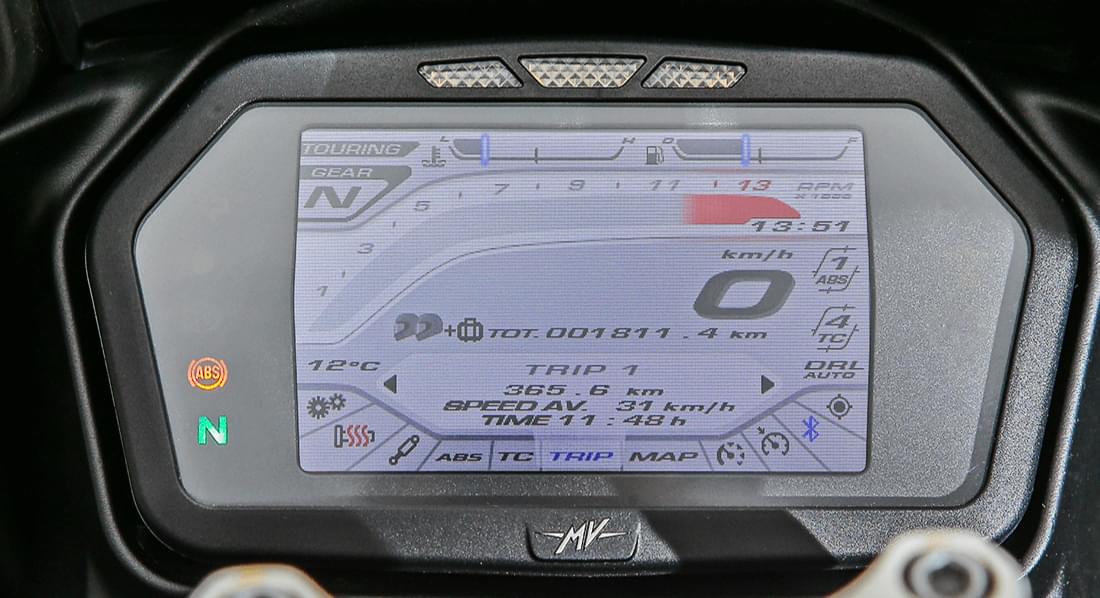 TOURING
L H 0 F
GEAR
N
1 3 5 7 9 11 13 RPM
x 1000
13:51
km/h
0
1
ABS
TOT. 001811.4 km
4
TC
12°C
TRIP 1
DRL
AUTO
365.6 km
SPEED AV. 31 km/h
TIME 11:48 h
ABS TC TRIP MAP
ABS
N
MV